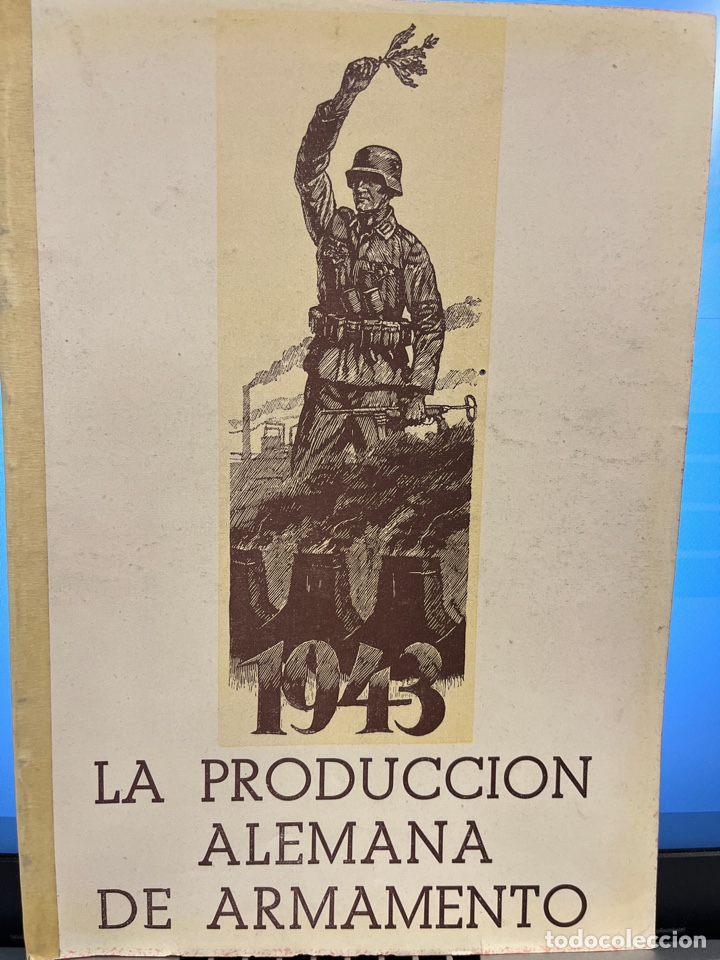 1943
LA PRODUCCION
ALEMANA
DE ARMAMENTO
todocoleccion